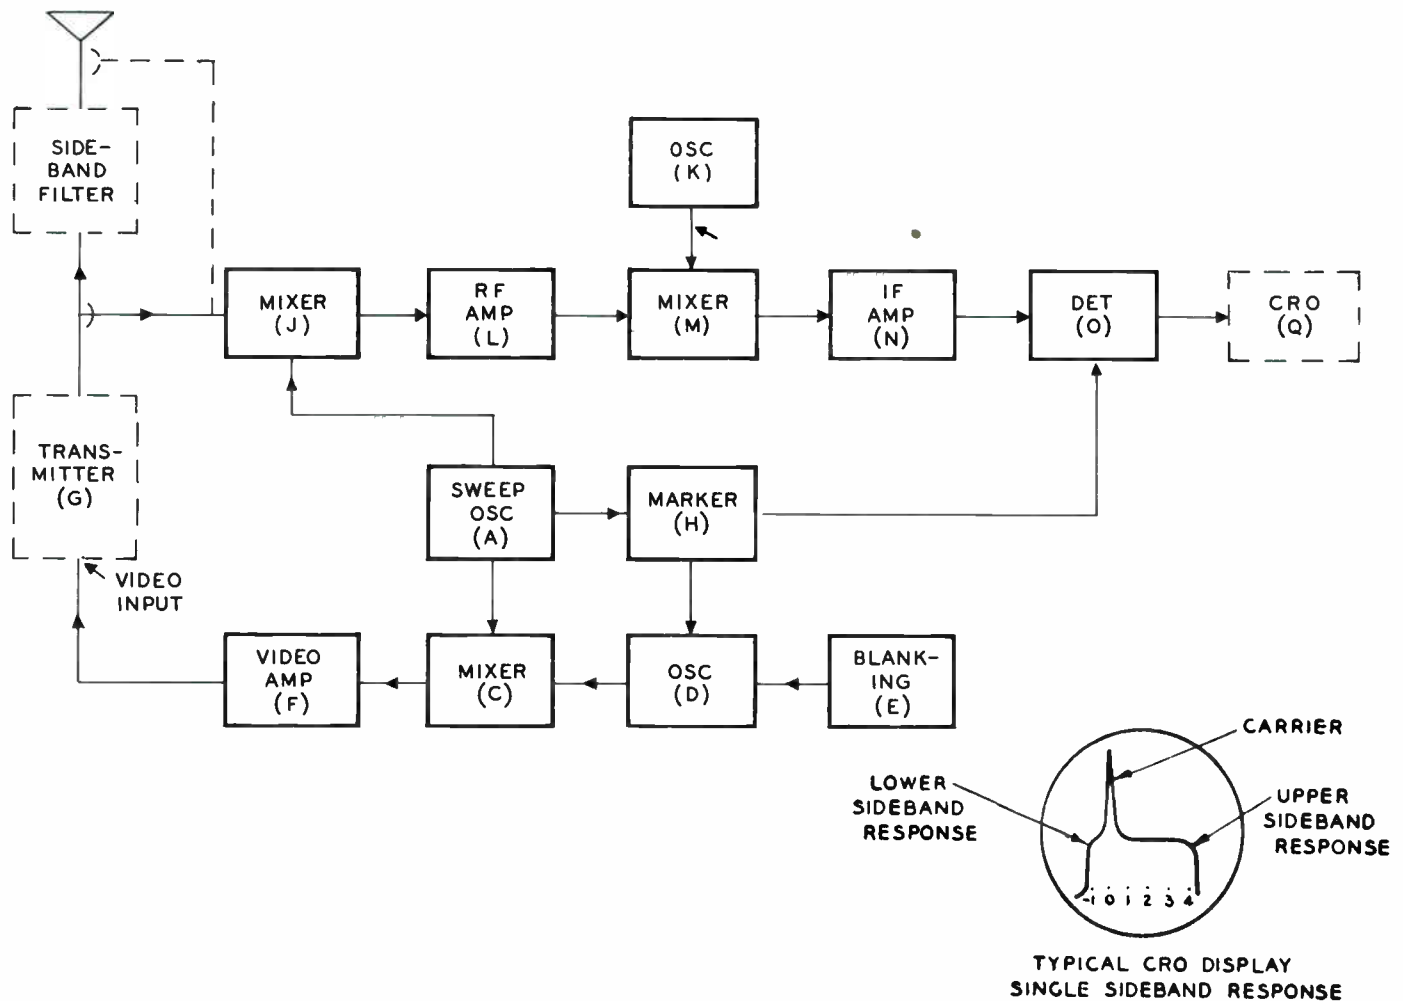 SIDE-
BAND
FILTER
OSC
(K)
MIXER
(J)
RF
AMP
(L)
MIXER
(M)
IF
AMP
(N)
DET
(O)
CRO
(Q)
TRANS-
MITTER
(G)
SWEEP
OSC
(A)
MARKER
(H)
VIDEO
INPUT
VIDEO
AMP
(F)
MIXER
(C)
OSC
(D)
BLANK-
ING
(E)
CARRIER
LOWER
SIDEBAND
RESPONSE
UPPER
SIDEBAND
RESPONSE
-1 0 1 2 3 4
TYPICAL CRO DISPLAY
SINGLE SIDEBAND RESPONSE